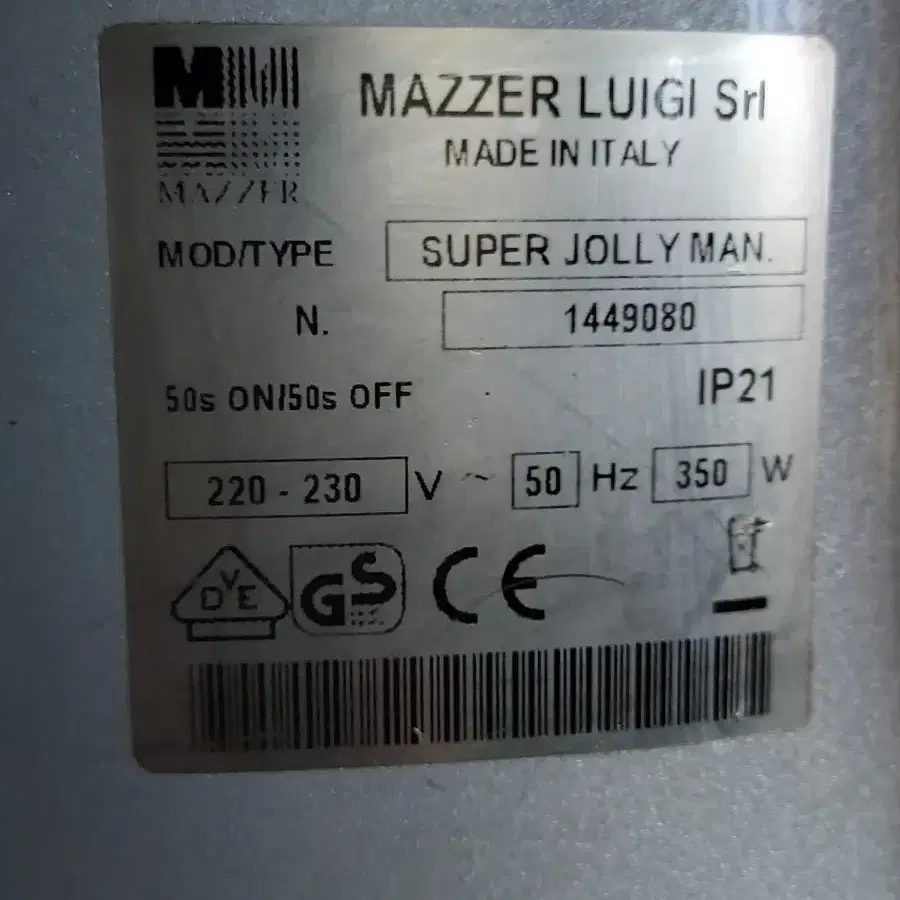 M
MAZZER
MAZZER LUIGI Srl
MADE IN ITALY
MOD/TYPE SUPER JOLLY MAN.
N. 1449080
50s ON/50s OFF IP21
220 - 230 V ~ 50 Hz 350 W
DVE GS CE